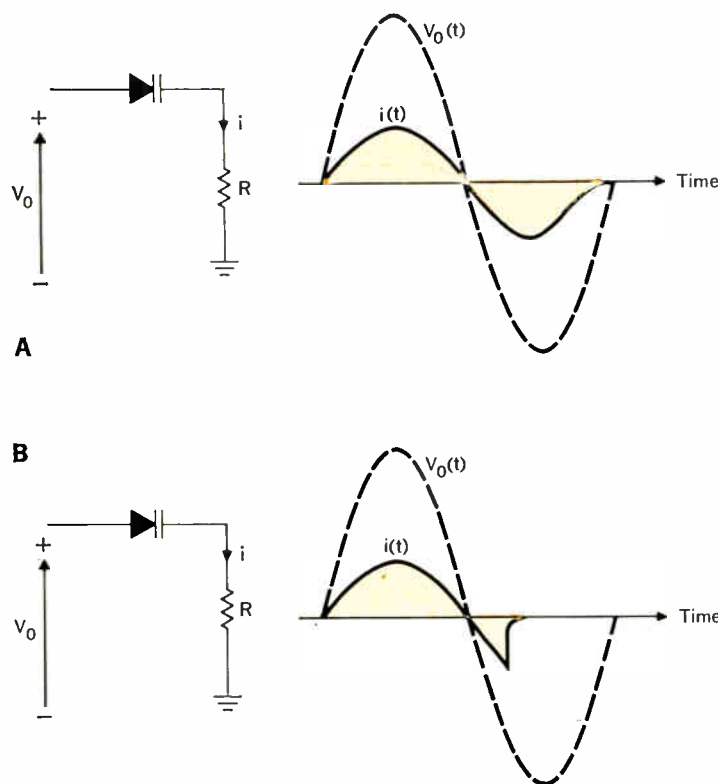 V₀(t)
i(t)
+
i
V₀
R
Time
−
A
B
V₀(t)
i(t)
+
i
V₀
R
Time
−